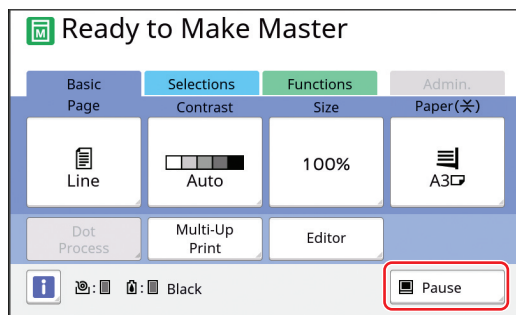 M Ready to Make Master
Basic Selections Functions Admin.
Page Contrast Size Paper(⚹)
Line Auto 100% A3
Dot Process Multi-Up Print Editor
i : : Black Pause